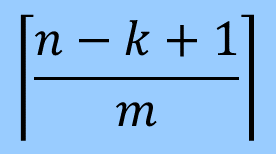 ⌈(n − k + 1)/m⌉